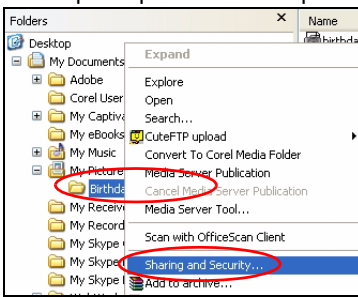 Folders
Name
Desktop
My Documents
Adobe
Corel User
My Captiva
My eBooks
My Music
My Picture
Birthda
My Receiv
My Record
My Skype
My Skype
My Skype
birthda
Expand
Explore
Open
Search...
CuteFTP upload
Convert To Corel Media Folder
Media Server Publication
Cancel Media Server Publication
Media Server Tool...
Scan with OfficeScan Client
Sharing and Security...
Add to archive...